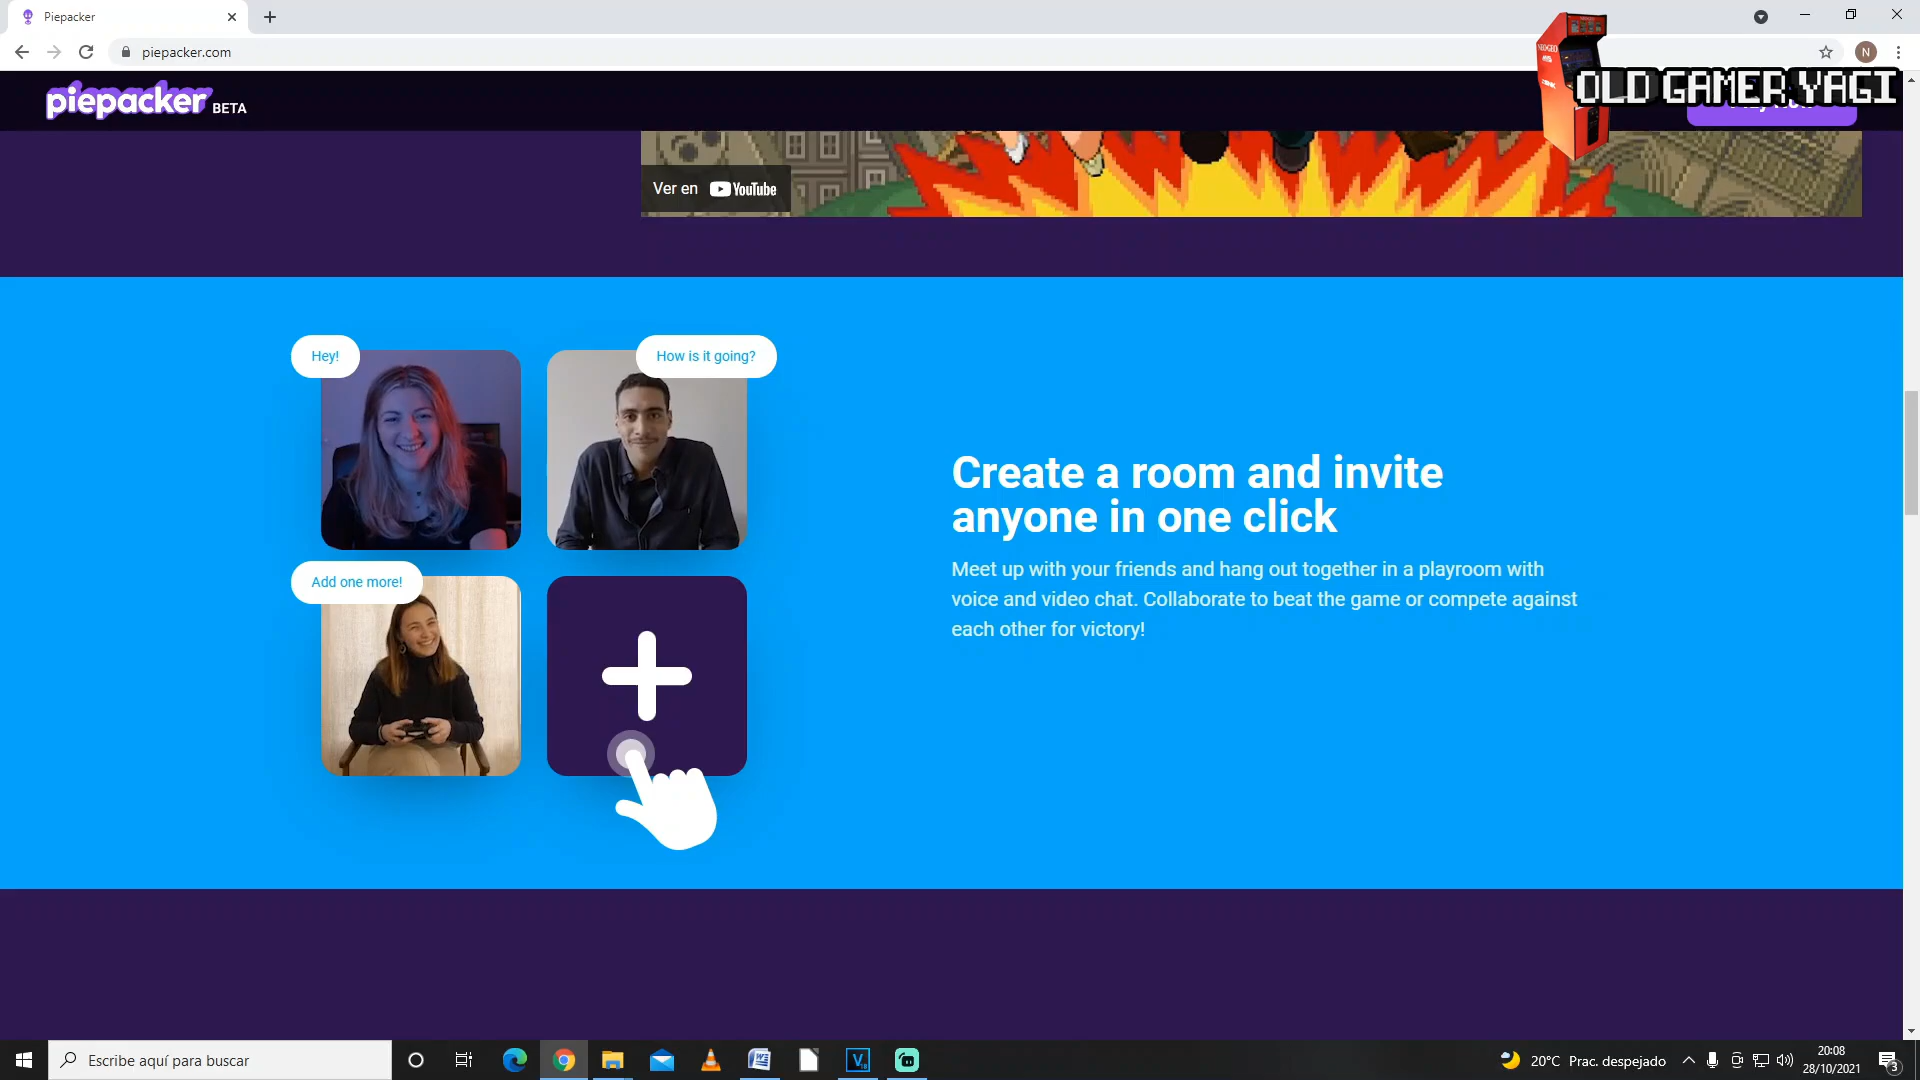 Piepacker
piepacker.com
N
piepacker BETA
NEO-GEO
OLD GAMER YAGI
Ver en YouTube
Hey!
How is it going?
Add one more!
Create a room and invite
anyone in one click
Meet up with your friends and hang out together in a playroom with
voice and video chat. Collaborate to beat the game or compete against
each other for victory!
Escribe aquí para buscar
20°C Prac. despejado
20:08
28/10/2021
3